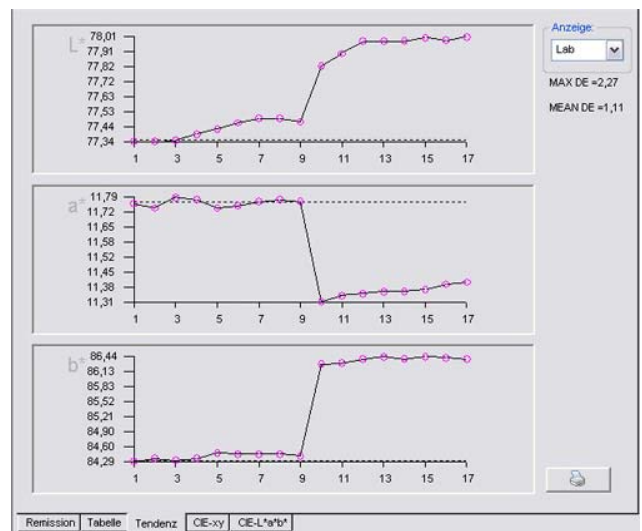 L*
78,01
77,91
77,82
77,72
77,63
77,53
77,44
77,34
1 3 5 7 9 11 13 15 17
a*
11,79
11,72
11,65
11,58
11,52
11,45
11,38
11,31
1 3 5 7 9 11 13 15 17
b*
86,44
86,13
85,83
85,52
85,21
84,90
84,60
84,29
1 3 5 7 9 11 13 15 17
Anzeige:
Lab
MAX DE =2,27
MEAN DE =1,11
Remission Tabelle Tendenz CIE-xy CIE-L*a*b*